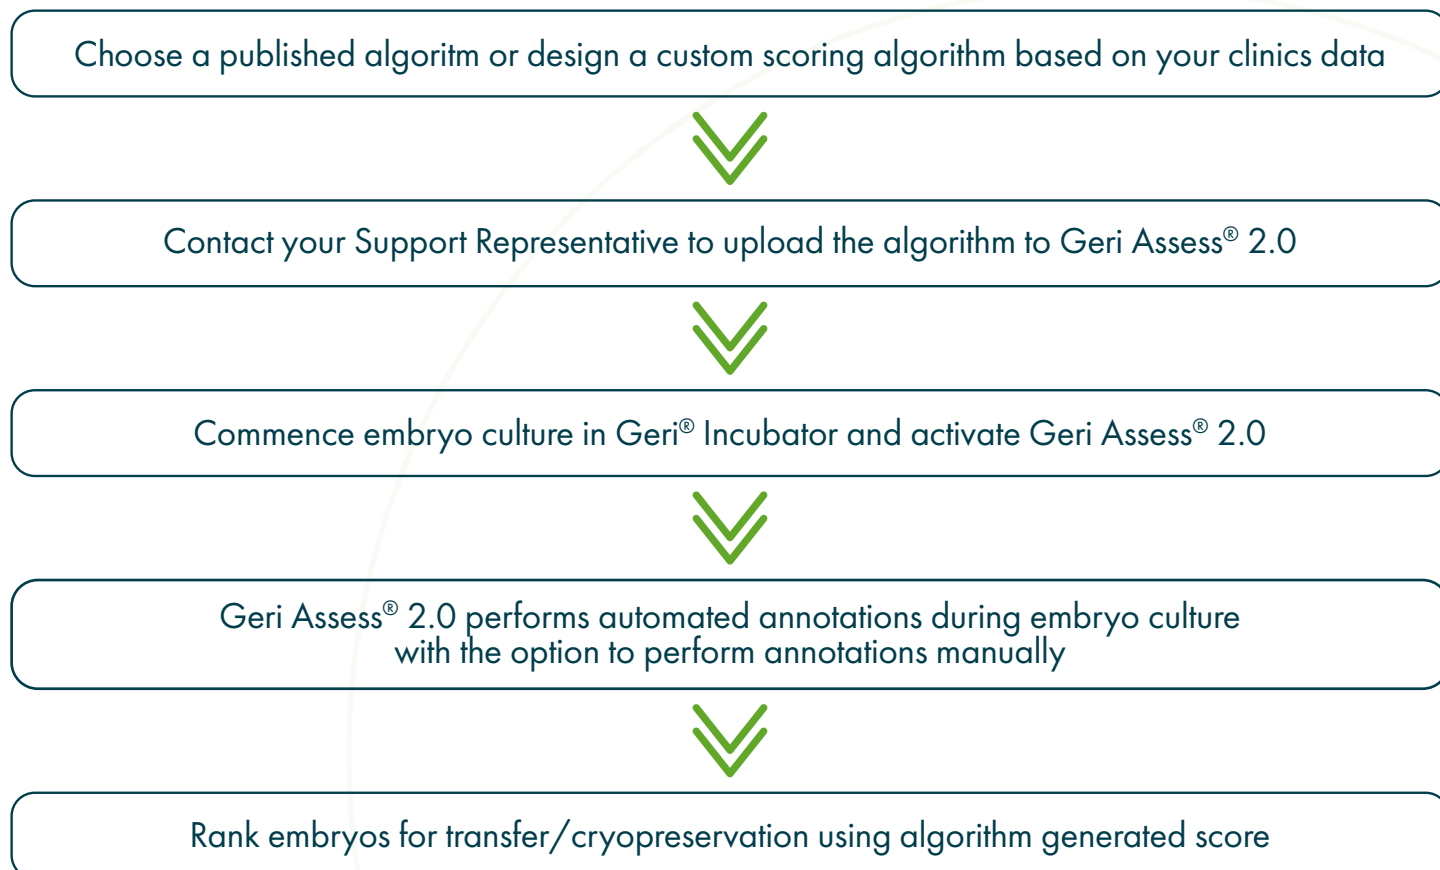 Choose a published algoritm or design a custom scoring algorithm based on your clinics data
Contact your Support Representative to upload the algorithm to Geri Assess® 2.0
Commence embryo culture in Geri® Incubator and activate Geri Assess® 2.0
Geri Assess® 2.0 performs automated annotations during embryo culture
with the option to perform annotations manually
Rank embryos for transfer/cryopreservation using algorithm generated score